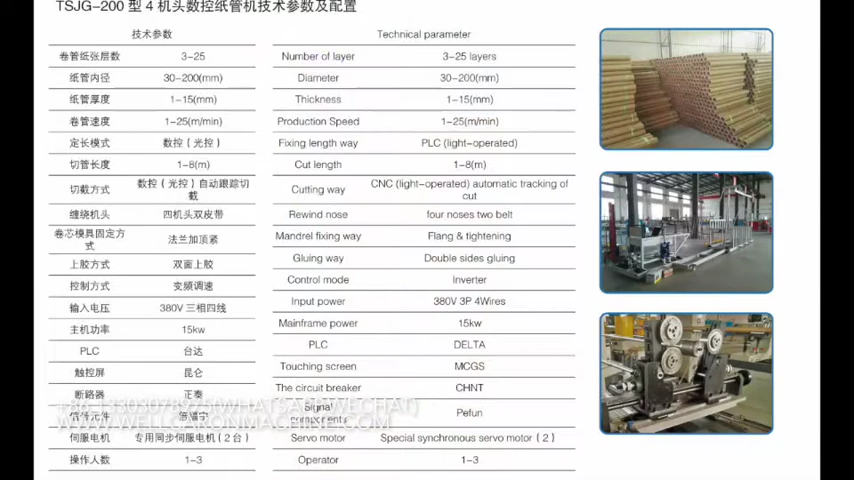 TSJG-200 型 4 机头数控纸管机技术参数及配置
技术参数
卷管纸张层数 3-25
纸管内径 30-200(mm)
纸管厚度 1-15(mm)
卷管速度 1-25(m/min)
定长模式 数控（光控）
切管长度 1-8(m)
切截方式 数控（光控）自动跟踪切
截
缠绕机头 四机头双皮带
卷芯模具固定方
式 法兰加顶紧
上胶方式 双面上胶
控制方式 变频调速
输入电压 380V 三相四线
主机功率 15kw
PLC 台达
触控屏 昆仑
断路器 正泰
信号元件 倍福宁
伺服电机 专用同步伺服电机（2 台）
操作人数 1-3
Technical parameter
Number of layer 3-25 layers
Diameter 30-200(mm)
Thickness 1-15(mm)
Production Speed 1-25(m/min)
Fixing length way PLC (light-operated)
Cut length 1-8(m)
Cutting way CNC (light-operated) automatic tracking of
cut
Rewind nose four noses two belt
Mandrel fixing way Flang & tightening
Gluing way Double sides gluing
Control mode Inverter
Input power 380V 3P 4Wires
Mainframe power 15kw
PLC DELTA
Touching screen MCGS
The circuit breaker CHNT
Signal
components Pefun
Servo motor Special synchronous servo motor（2）
Operator 1-3
+86 13303078975(WHATSAPP/WECHAT)
WWW.WELLCARONMACHINE.COM